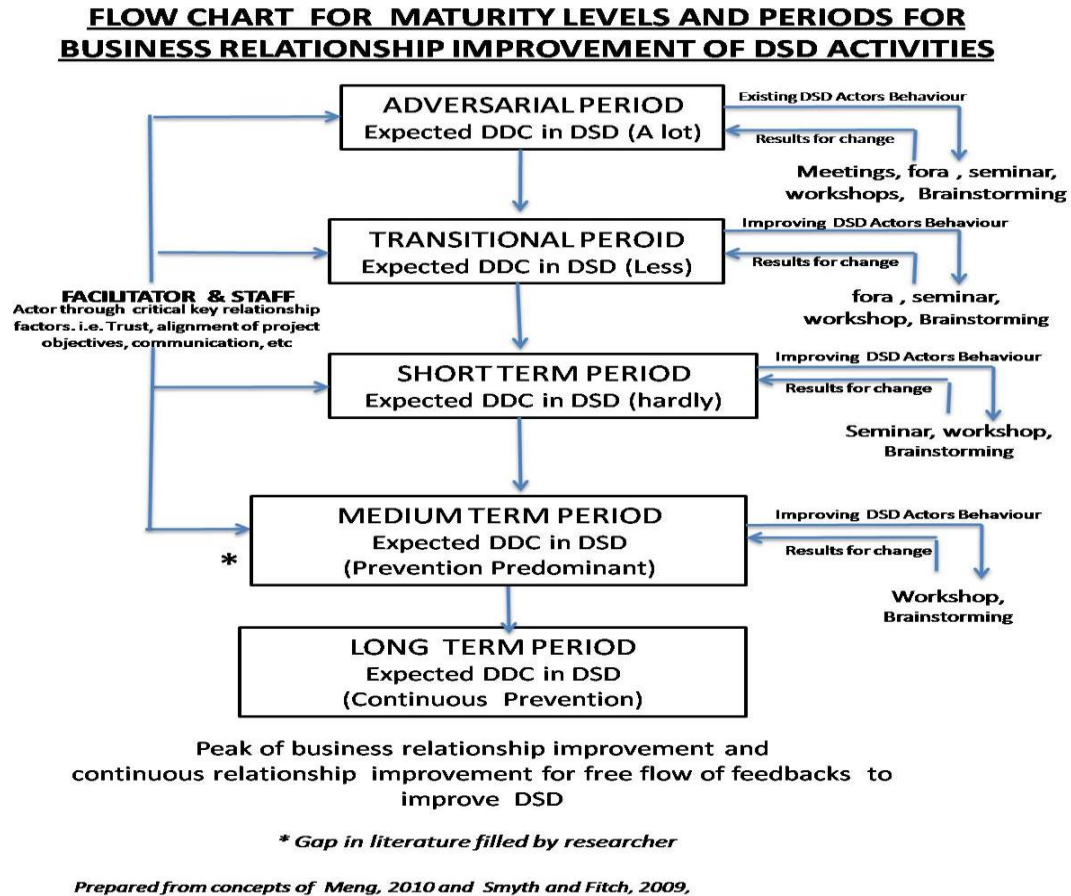 FLOW CHART FOR MATURITY LEVELS AND PERIODS FOR
BUSINESS RELATIONSHIP IMPROVEMENT OF DSD ACTIVITIES
ADVERSARIAL PERIOD
Expected DDC in DSD (A lot)
Existing DSD Actors Behaviour
Results for change
Meetings, fora , seminar,
workshops, Brainstorming
TRANSITIONAL PEROID
Expected DDC in DSD (Less)
Improving DSD Actors Behaviour
Results for change
fora , seminar,
workshop, Brainstorming
FACILITATOR & STAFF
Actor through critical key relationship
factors. i.e. Trust, alignment of project
objectives, communication, etc
SHORT TERM PERIOD
Expected DDC in DSD (hardly)
Improving DSD Actors Behaviour
Results for change
Seminar, workshop,
Brainstorming
MEDIUM TERM PERIOD
Expected DDC in DSD
(Prevention Predominant)
*
Improving DSD Actors Behaviour
Results for change
Workshop,
Brainstorming
LONG TERM PERIOD
Expected DDC in DSD
(Continuous Prevention)
Peak of business relationship improvement and
continuous relationship improvement for free flow of feedbacks to
improve DSD
* Gap in literature filled by researcher
Prepared from concepts of Meng, 2010 and Smyth and Fitch, 2009,